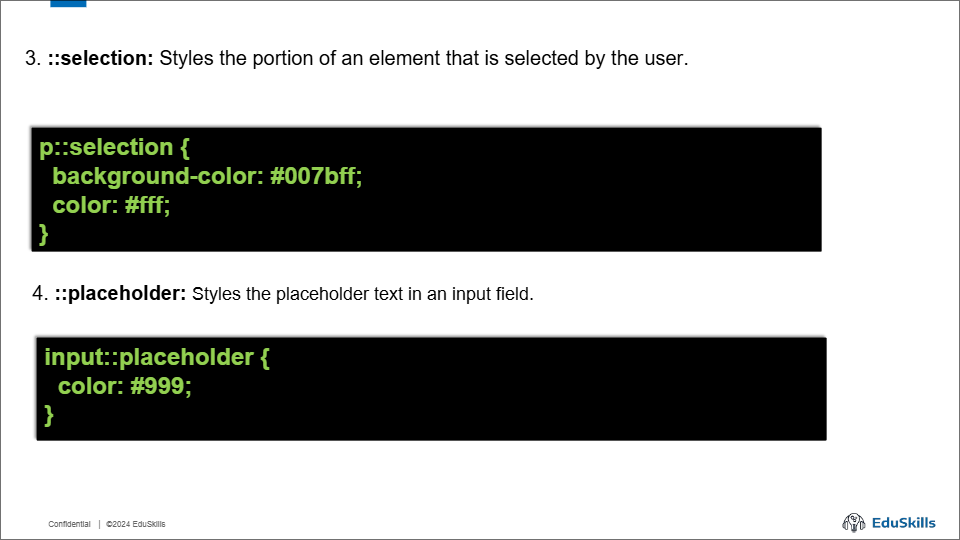 3. ::selection: Styles the portion of an element that is selected by the user.
p::selection {
  background-color: #007bff;
  color: #fff;
}
4. ::placeholder: Styles the placeholder text in an input field.
input::placeholder {
  color: #999;
}
Confidential | ©2024 EduSkills
EduSkills